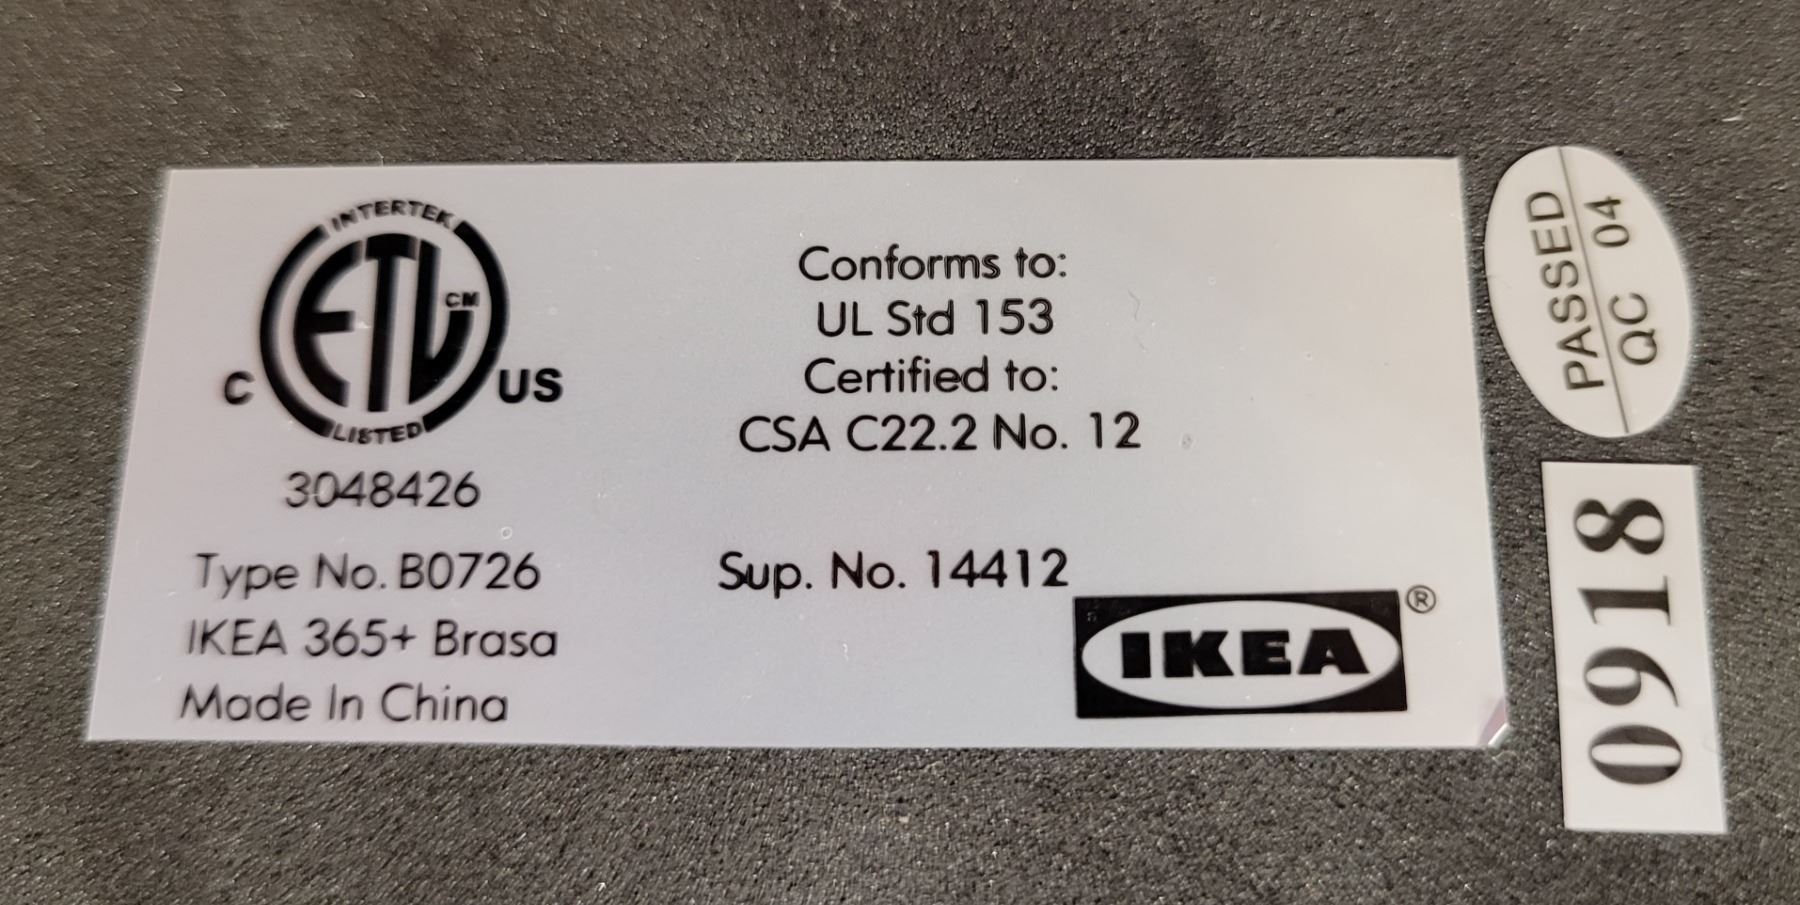 INTERTEK
ETL CM
LISTED
C US
3048426
Conforms to:
UL Std 153
Certified to:
CSA C22.2 No. 12
Type No. B0726
IKEA 365+ Brasa
Made In China
Sup. No. 14412
IKEA ®
PASSED
QC 04
0918